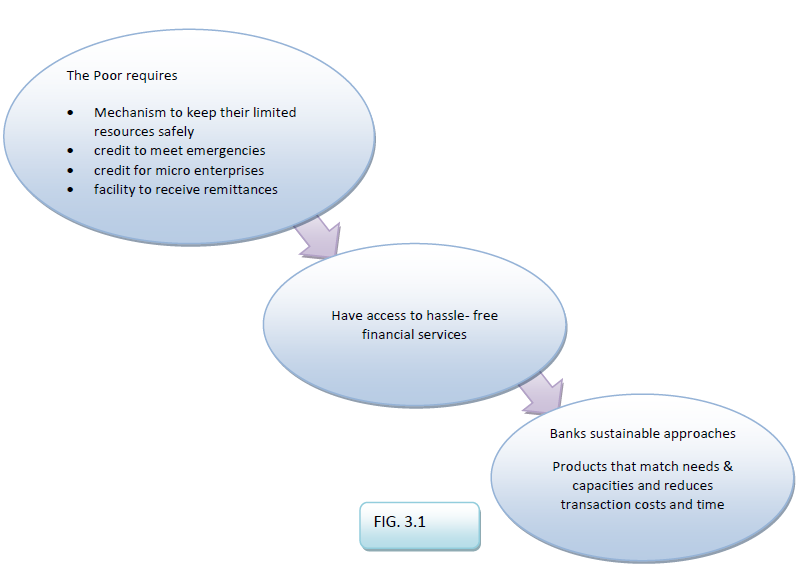 The Poor requires
• Mechanism to keep their limited
resources safely
• credit to meet emergencies
• credit for micro enterprises
• facility to receive remittances
Have access to hassle- free
financial services
Banks sustainable approaches
Products that match needs &
capacities and reduces
transaction costs and time
FIG. 3.1